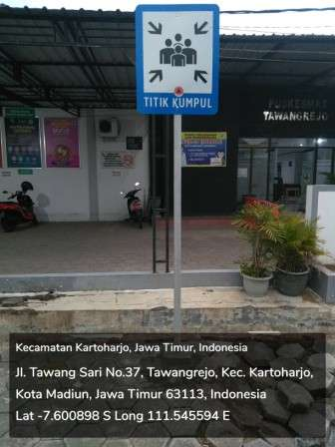 TITIK KUMPUL
PUSKESMAS
TAWANGREJO
Kecamatan Kartoharjo, Jawa Timur, Indonesia
Jl. Tawang Sari No.37, Tawangrejo, Kec. Kartoharjo,
Kota Madiun, Jawa Timur 63113, Indonesia
Lat -7.600898 S Long 111.545594 E